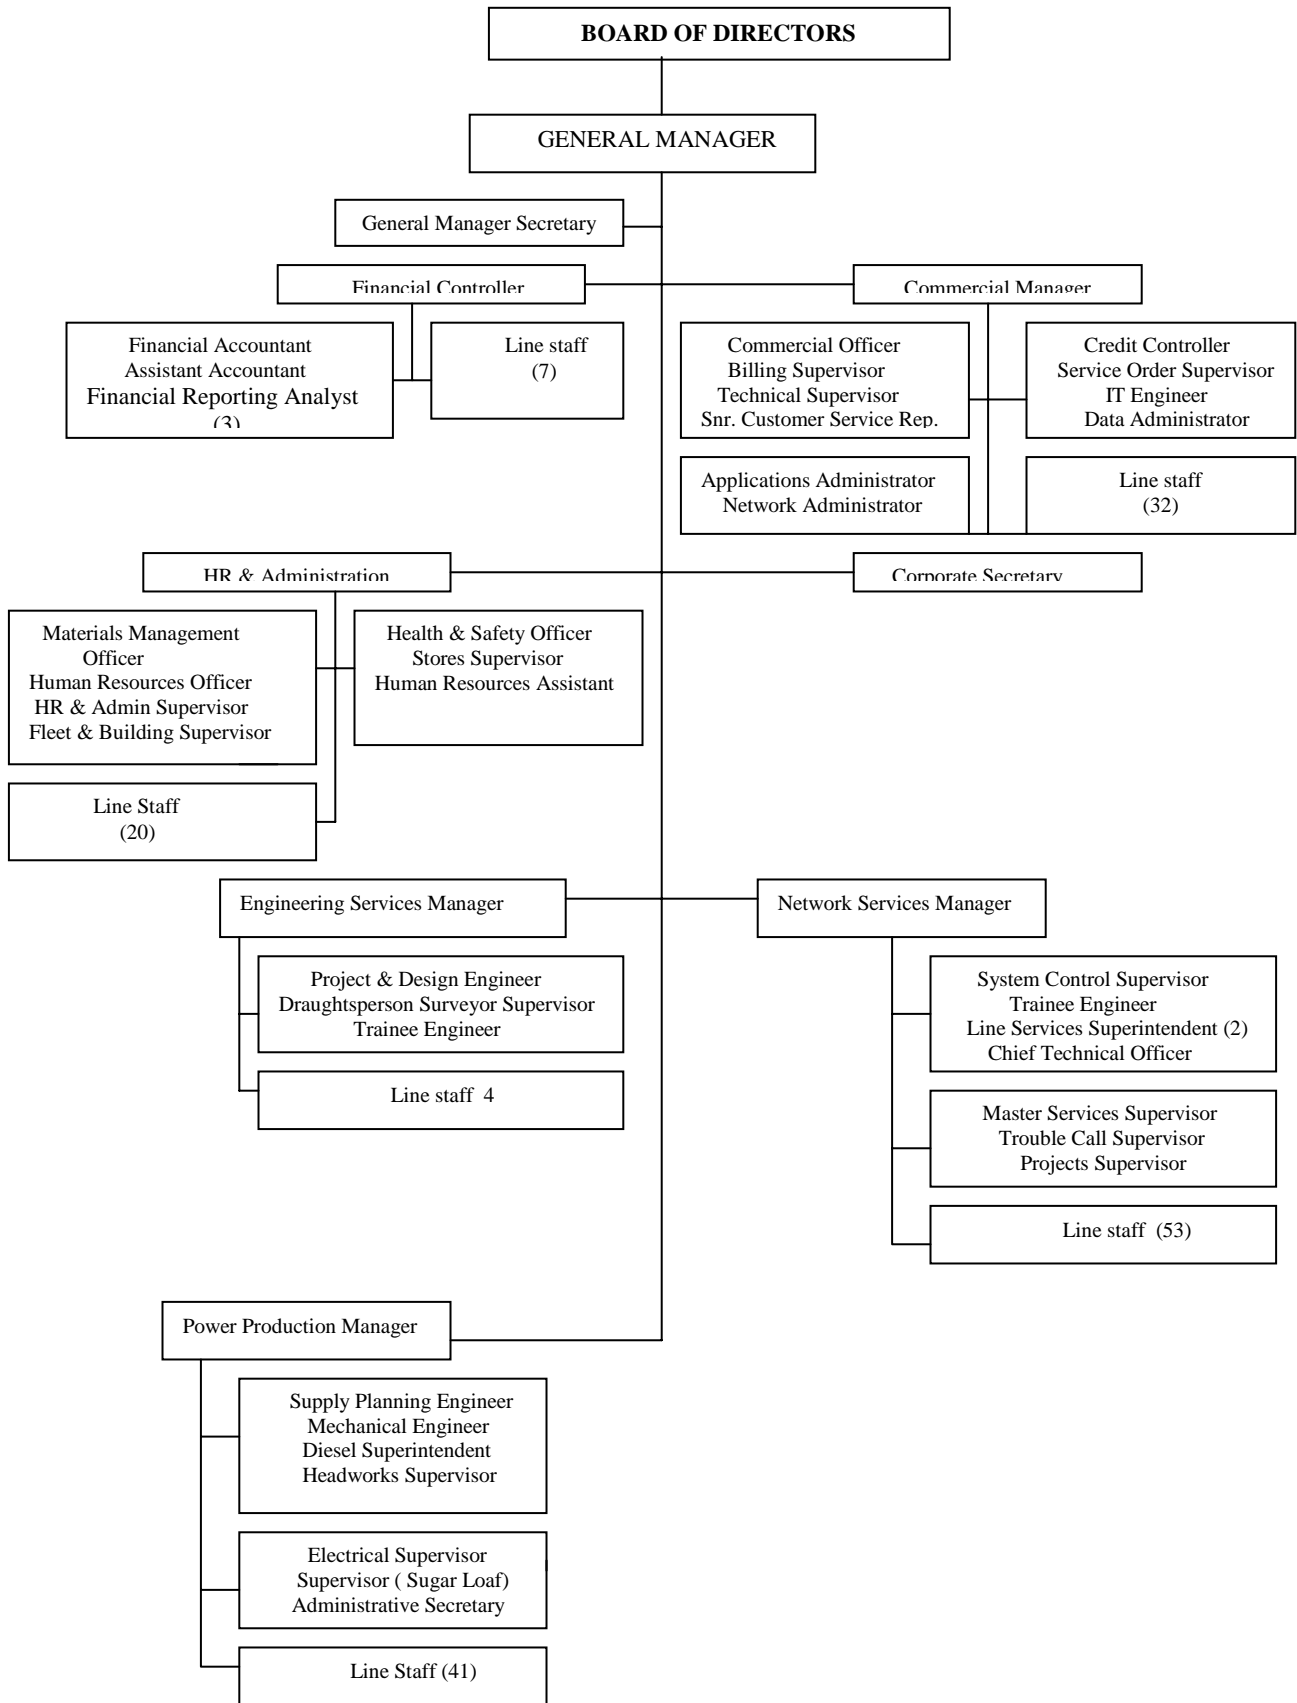 BOARD OF DIRECTORS
GENERAL MANAGER
General Manager Secretary
Financial Controller
Commercial Manager
Financial Accountant
Assistant Accountant
Financial Reporting Analyst
(3)
Line staff
(7)
Commercial Officer
Billing Supervisor
Technical Supervisor
Snr. Customer Service Rep.
Credit Controller
Service Order Supervisor
IT Engineer
Data Administrator
Applications Administrator
Network Administrator
Line staff
(32)
HR & Administration
Corporate Secretary
Materials Management
Officer
Human Resources Officer
HR & Admin Supervisor
Fleet & Building Supervisor
Health & Safety Officer
Stores Supervisor
Human Resources Assistant
Line Staff
(20)
Engineering Services Manager
Network Services Manager
Project & Design Engineer
Draughtsperson Surveyor Supervisor
Trainee Engineer
Line staff 4
System Control Supervisor
Trainee Engineer
Line Services Superintendent (2)
Chief Technical Officer
Master Services Supervisor
Trouble Call Supervisor
Projects Supervisor
Line staff (53)
Power Production Manager
Supply Planning Engineer
Mechanical Engineer
Diesel Superintendent
Headworks Supervisor
Electrical Supervisor
Supervisor ( Sugar Loaf)
Administrative Secretary
Line Staff (41)